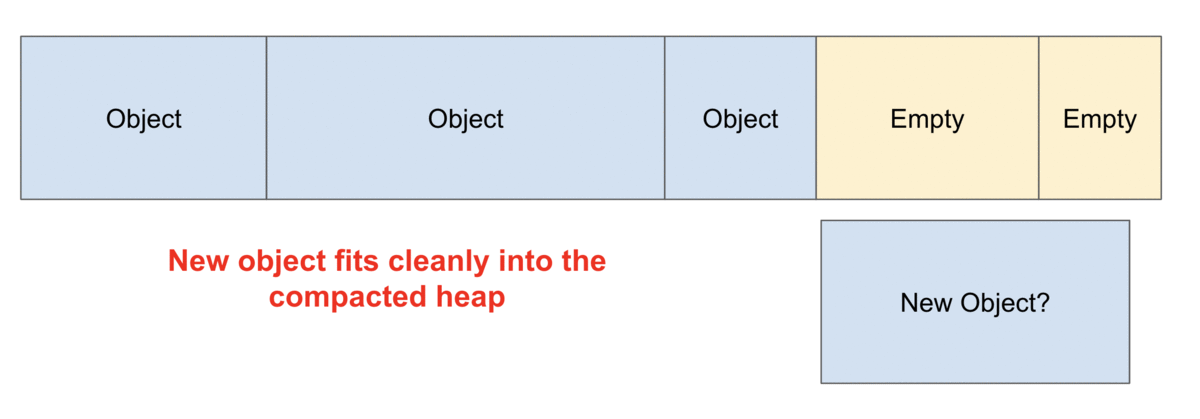 Object
Object
Object
Empty
Empty
New object fits cleanly into the
compacted heap
New Object?